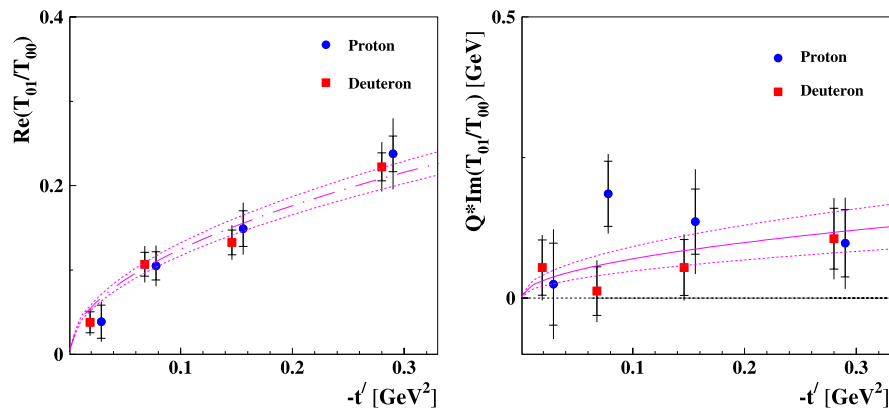 Re(T01/T00)
0.4
0.2
0
Proton
Deuteron
0.1
0.2
0.3
-t′ [GeV2]
Q*Im(T01/T00) [GeV]
0.5
0
Proton
Deuteron
0.1
0.2
0.3
-t′ [GeV2]